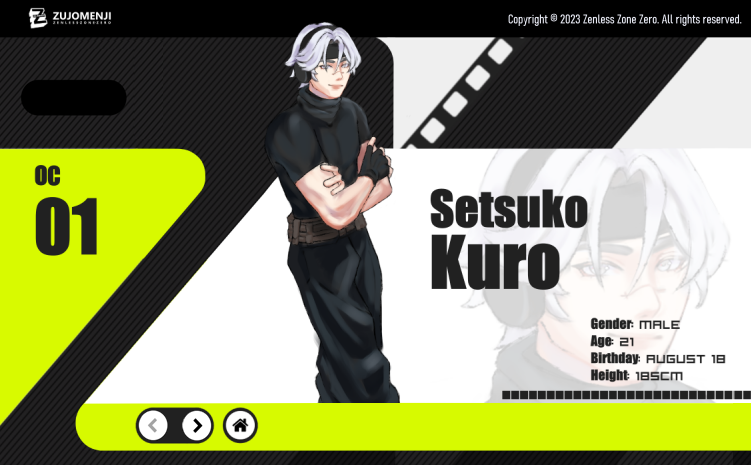 ZUJOMENJI
ZENLESSZONEZERO
Copyright © 2023 Zenless Zone Zero. All rights reserved.
OC
01
Setsuko
Kuro
Gender: MALE
Age: 21
Birthday: AUGUST 18
Height: 185CM